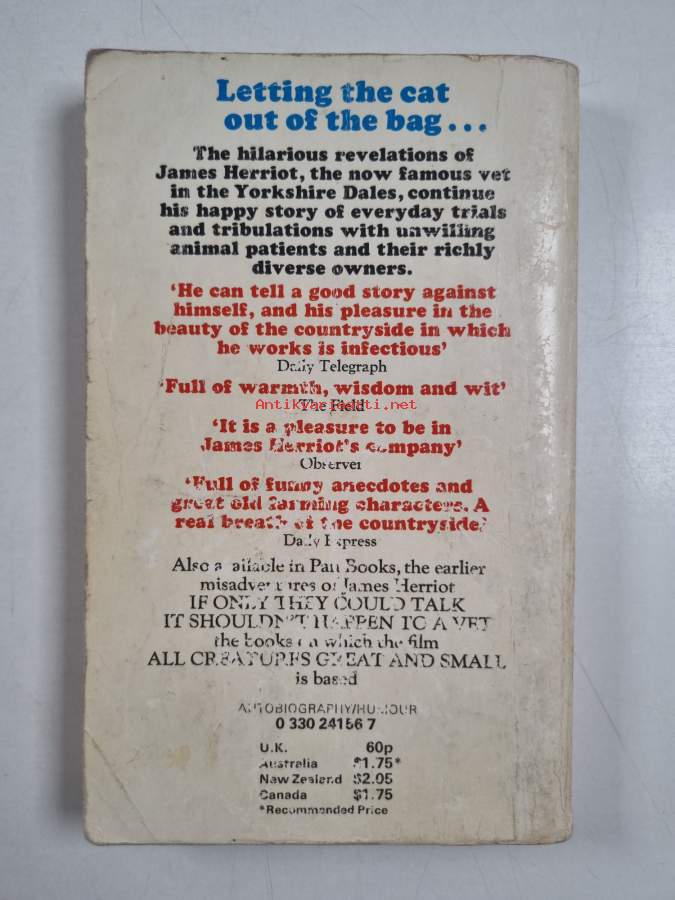 Letting the cat
out of the bag...
The hilarious revelations of
James Herriot, the now famous vet
in the Yorkshire Dales, continue
his happy story of everyday trials
and tribulations with unwilling
animal patients and their richly
diverse owners.
'He can tell a good story against
himself, and his pleasure in the
beauty of the countryside in which
he works is infectious'
Daily Telegraph
'Full of warmth, wisdom and wit'
The Field
Antikvariaatti.net
'It is a pleasure to be in
James Herriot's company'
Observer
'Full of funny anecdotes and
great old farming characters. A
real breath of the countryside.'
Daily Express
Also available in Pan Books, the earlier
misadventures of James Herriot
IF ONLY THEY COULD TALK
IT SHOULDN'T HAPPEN TO A VET
the books on which the film
ALL CREATURES GREAT AND SMALL
is based
AUTOBIOGRAPHY/HUMOUR
0 330 24156 7
U.K. 60p
Australia $1.75*
New Zealand $2.05
Canada $1.75
*Recommended Price